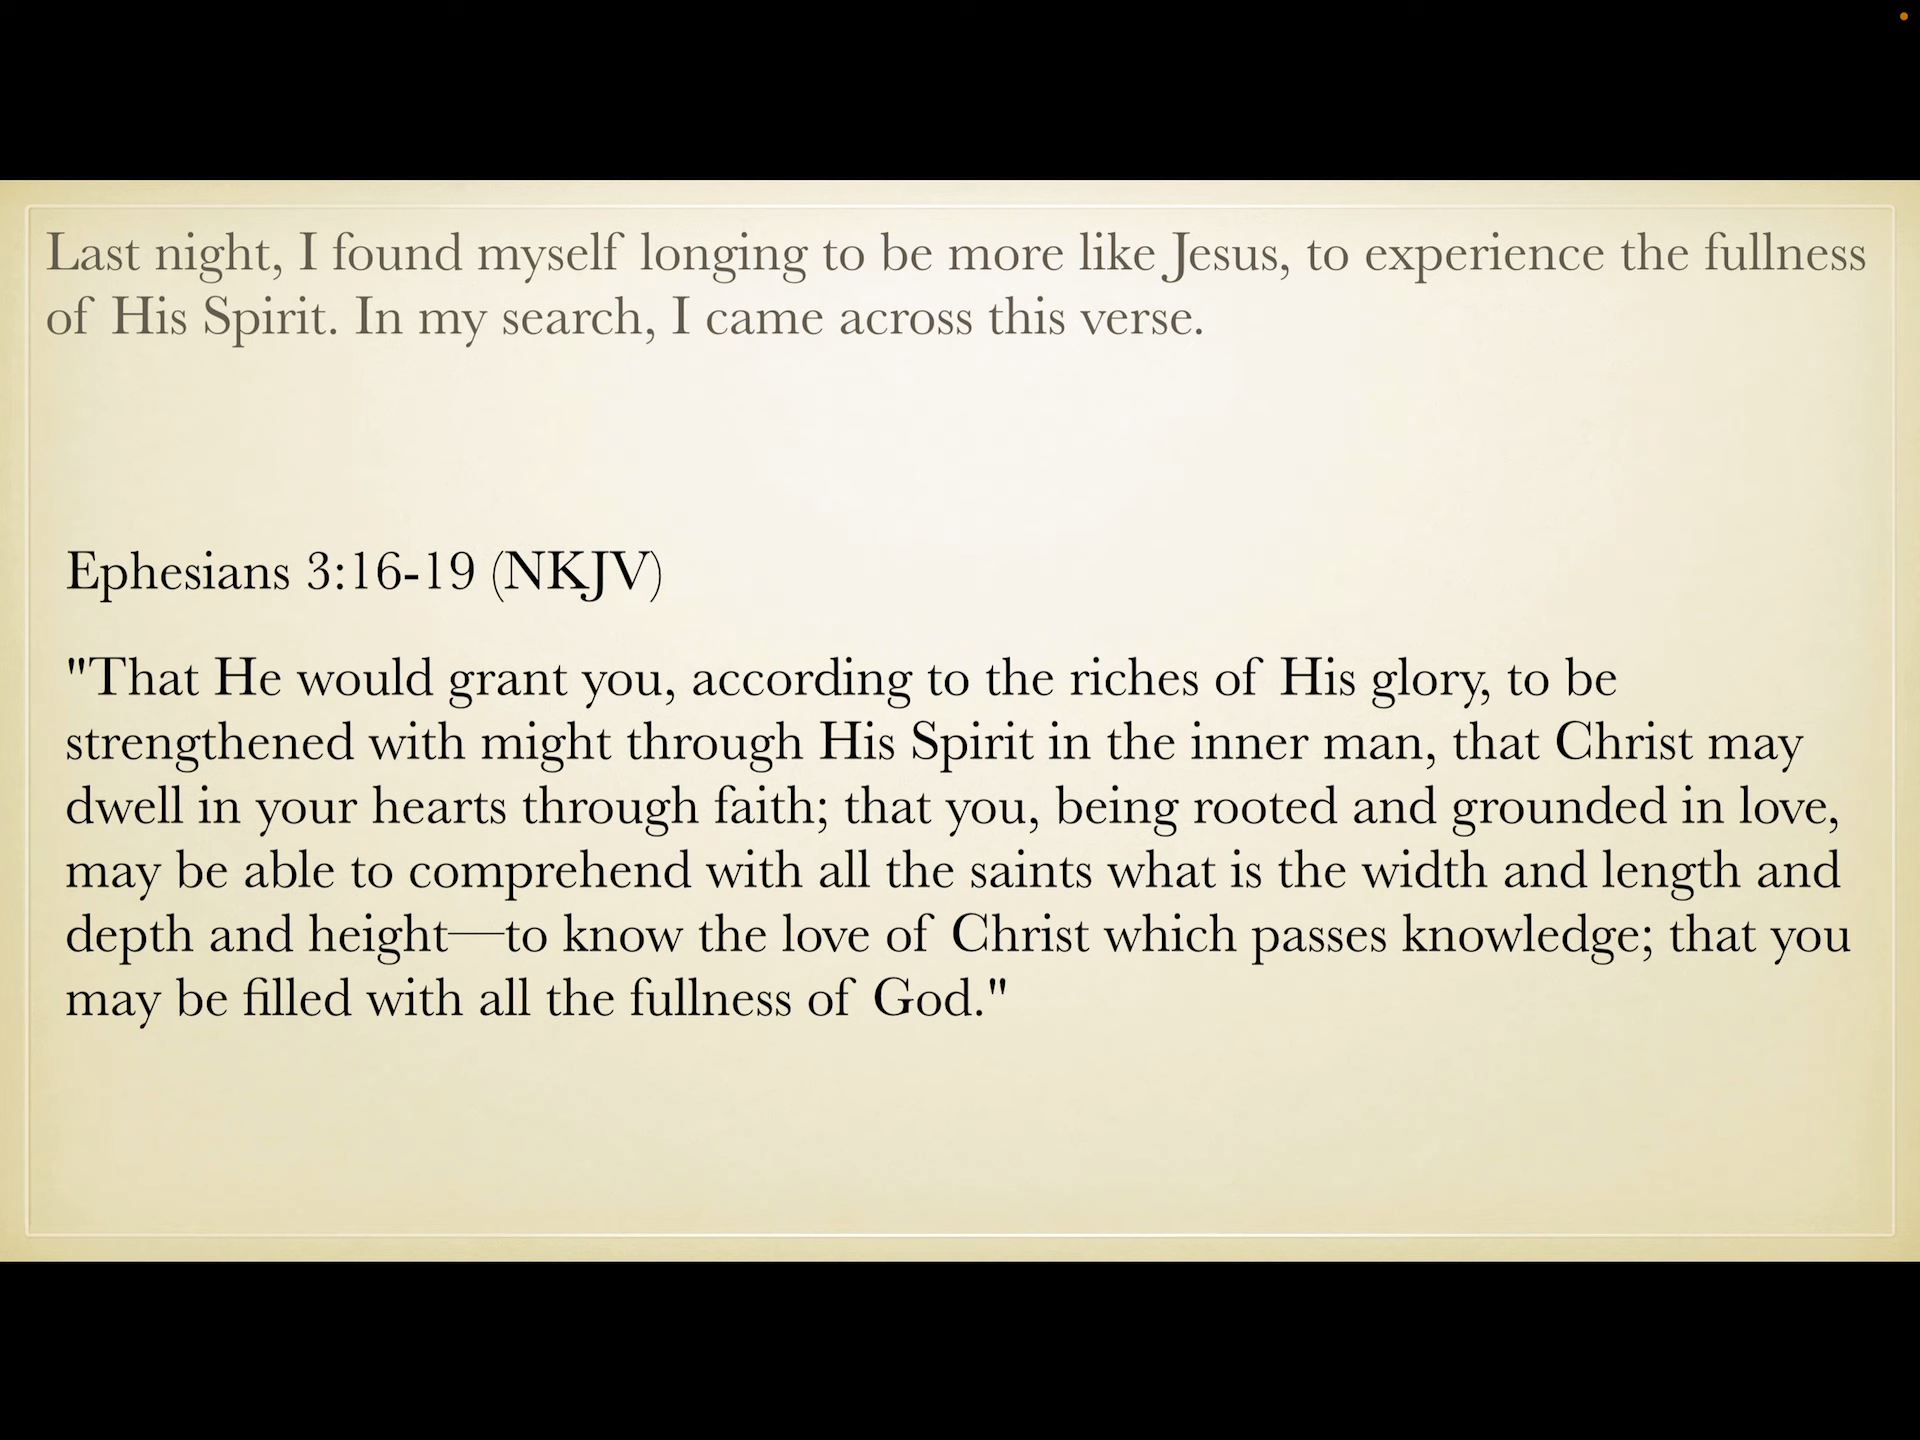 Last night, I found myself longing to be more like Jesus, to experience the fullness
of His Spirit. In my search, I came across this verse.
Ephesians 3:16-19 (NKJV)
"That He would grant you, according to the riches of His glory, to be
strengthened with might through His Spirit in the inner man, that Christ may
dwell in your hearts through faith; that you, being rooted and grounded in love,
may be able to comprehend with all the saints what is the width and length and
depth and height—to know the love of Christ which passes knowledge; that you
may be filled with all the fullness of God."